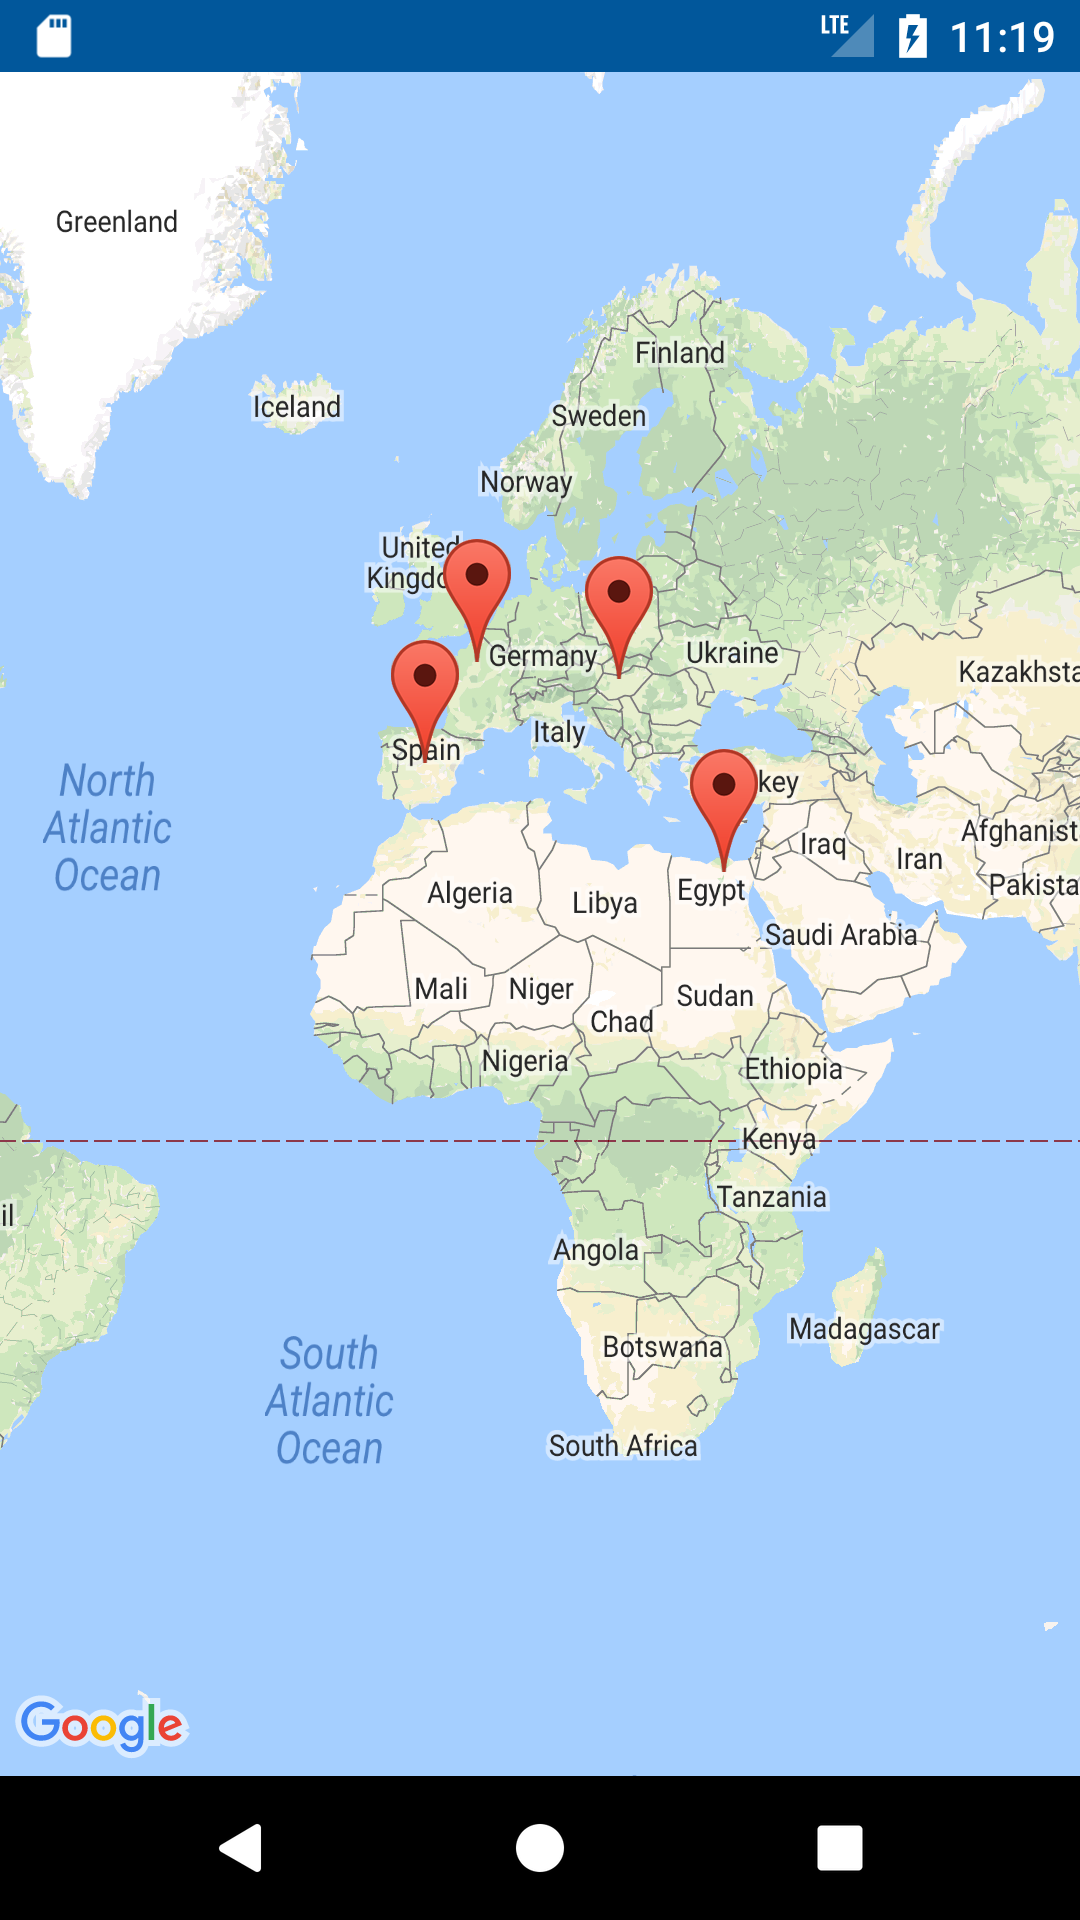 LTE 11:19
Greenland
Finland
Iceland
Sweden
Norway
United
Kingdo
Germany
Ukraine
Kazakhsta
Italy
Spain
North
Atlantic
Ocean
key
Afghanist
Iraq
Iran
Pakista
Egypt
Algeria
Libya
Saudi Arabia
Mali
Niger
Sudan
Chad
Nigeria
Ethiopia
Kenya
Tanzania
il
Angola
Madagascar
Botswana
South
Atlantic
Ocean
South Africa
Google